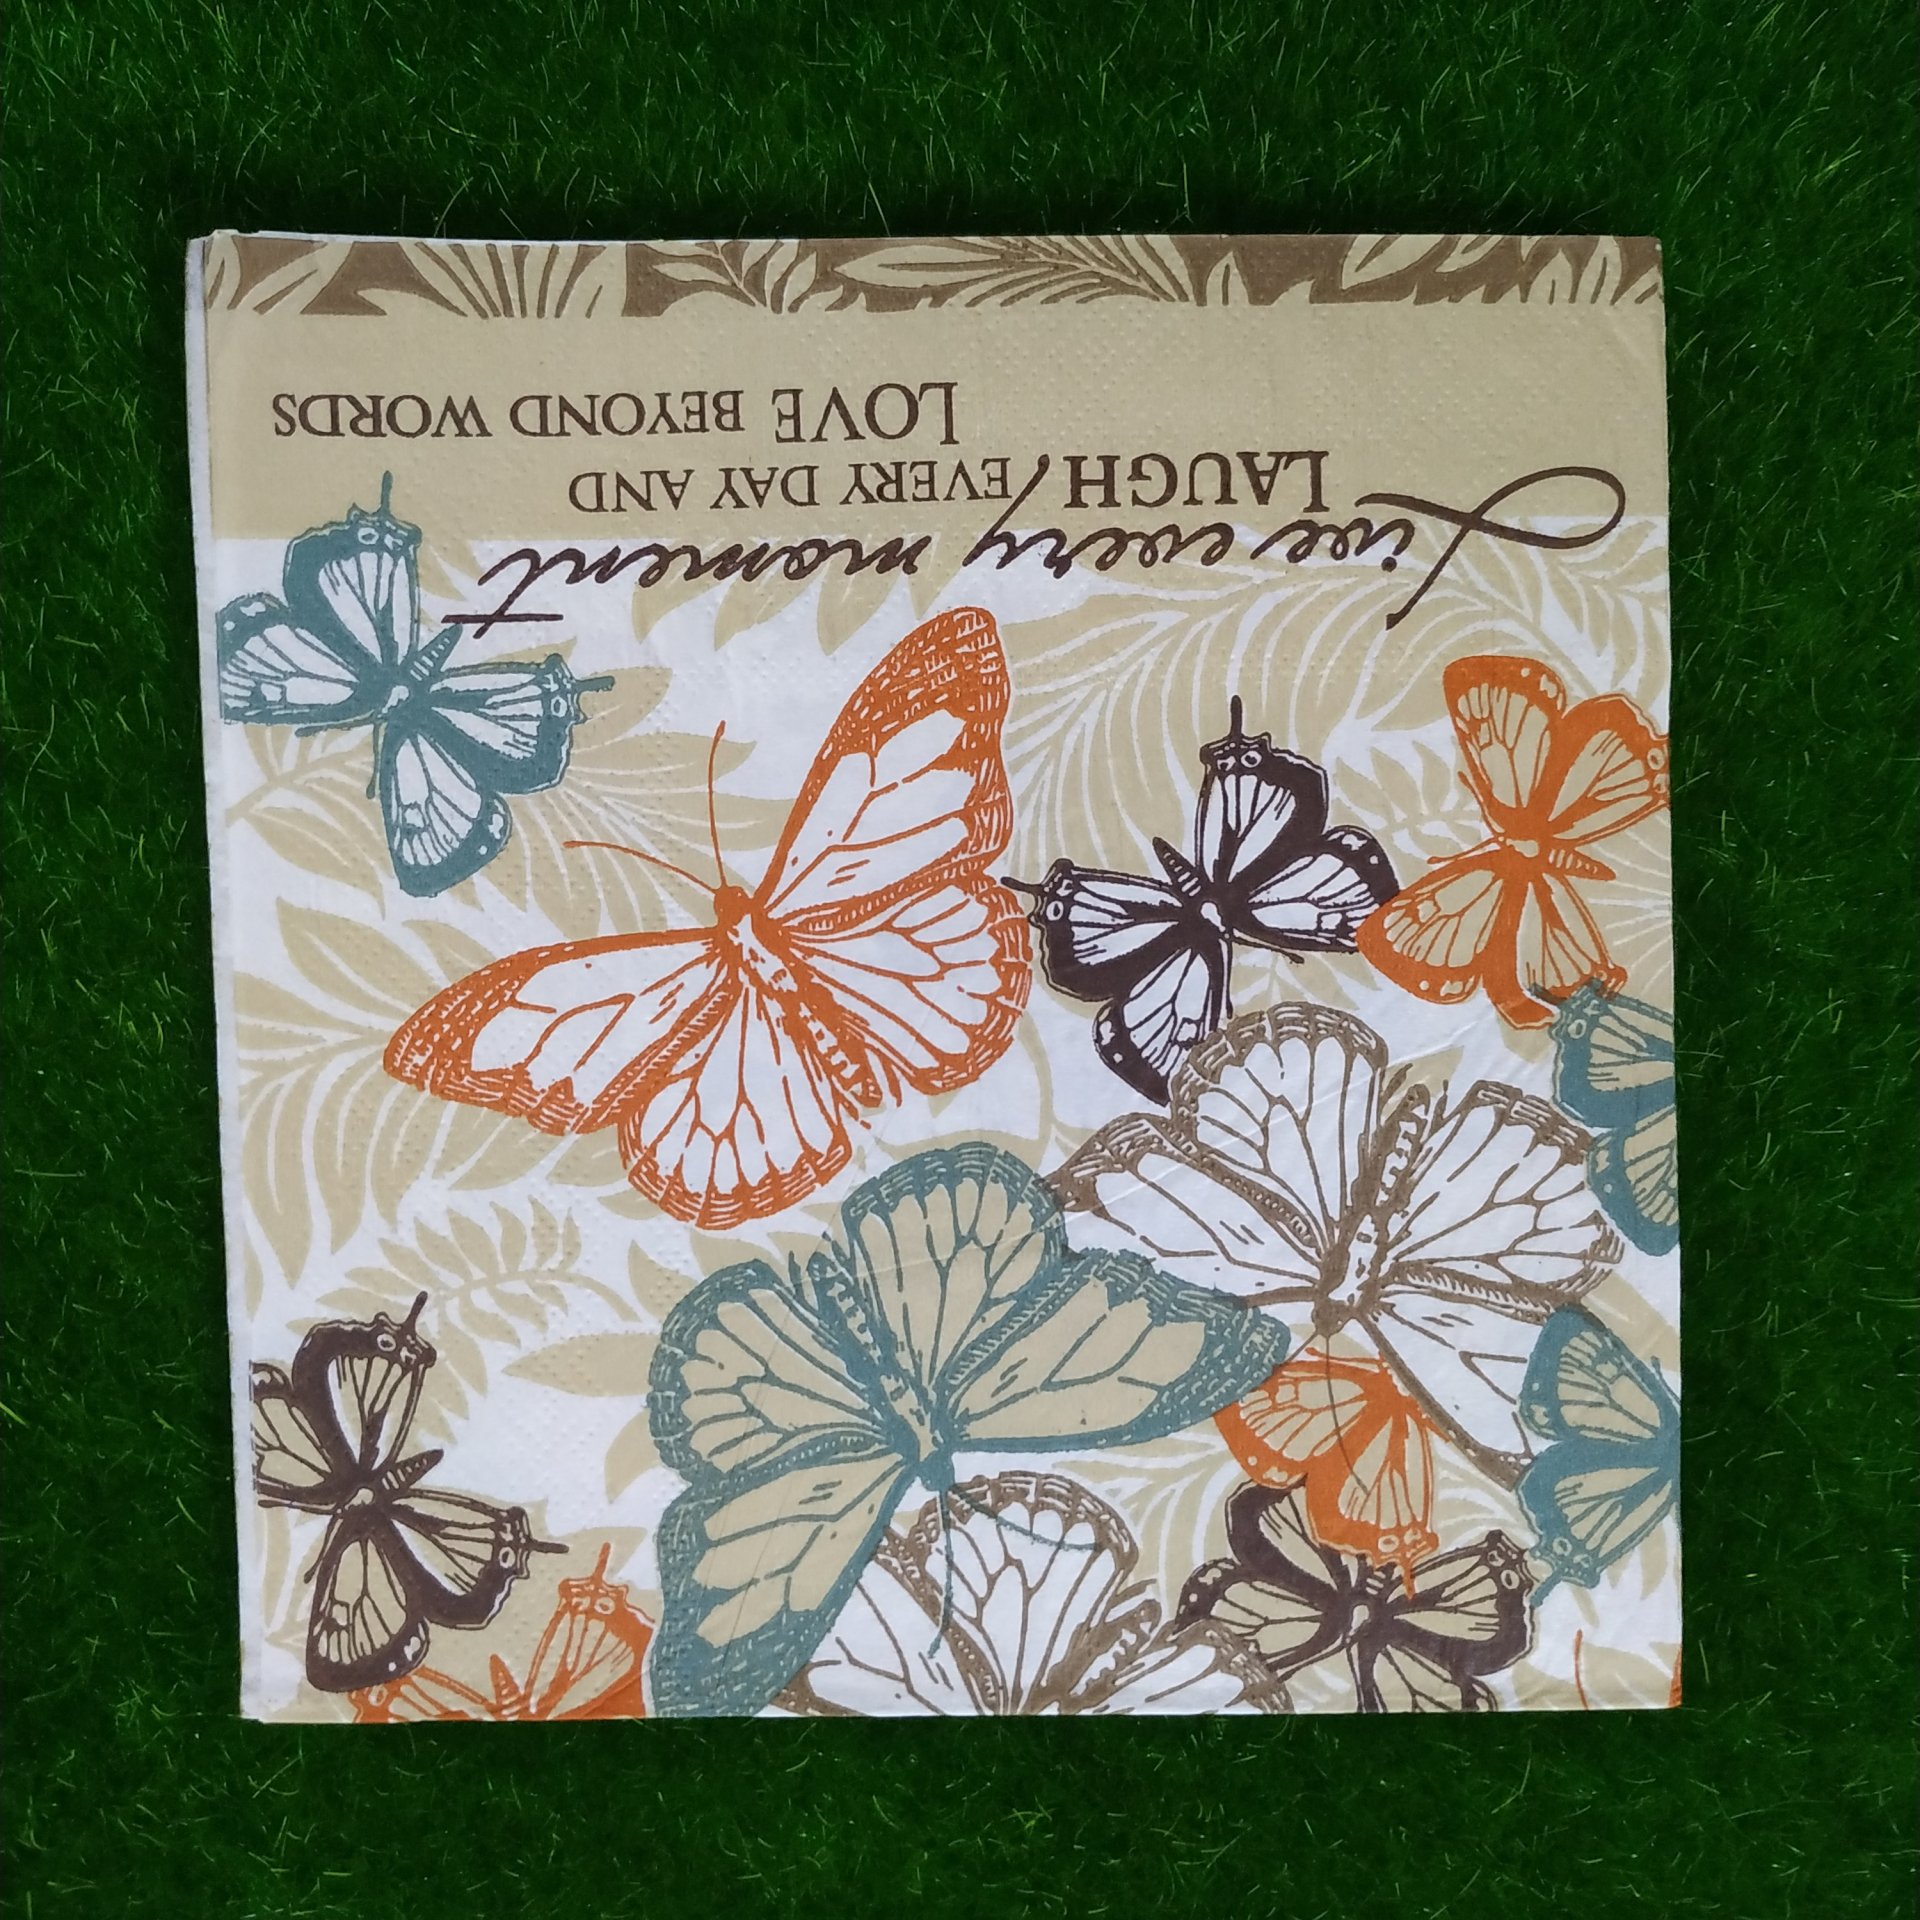 Live every moment
LAUGH EVERY DAY AND
LOVE BEYOND WORDS